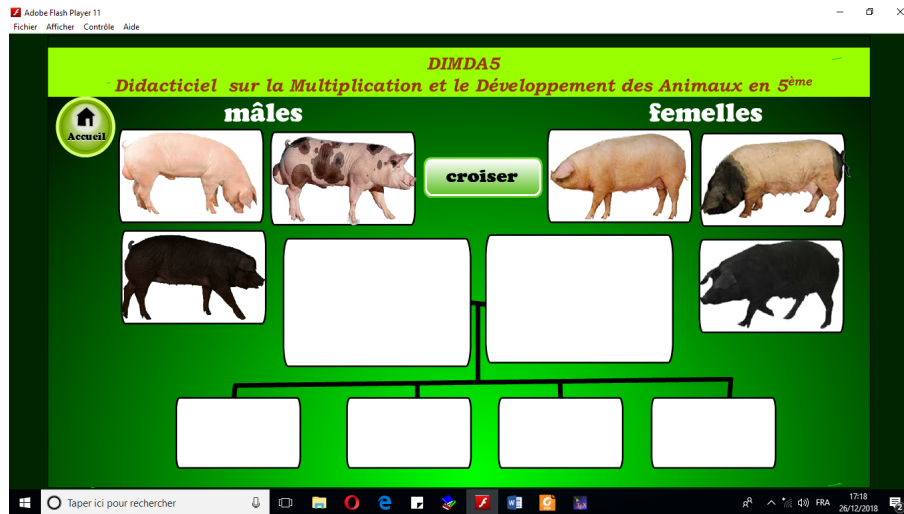 Adobe Flash Player 11
Fichier Afficher Contrôle Aide
DIMDA5
Didacticiel sur la Multiplication et le Développement des Animaux en 5ème
mâles
femelles
Accueil
croiser
Taper ici pour rechercher
FRA
17:18
26/12/2018
2